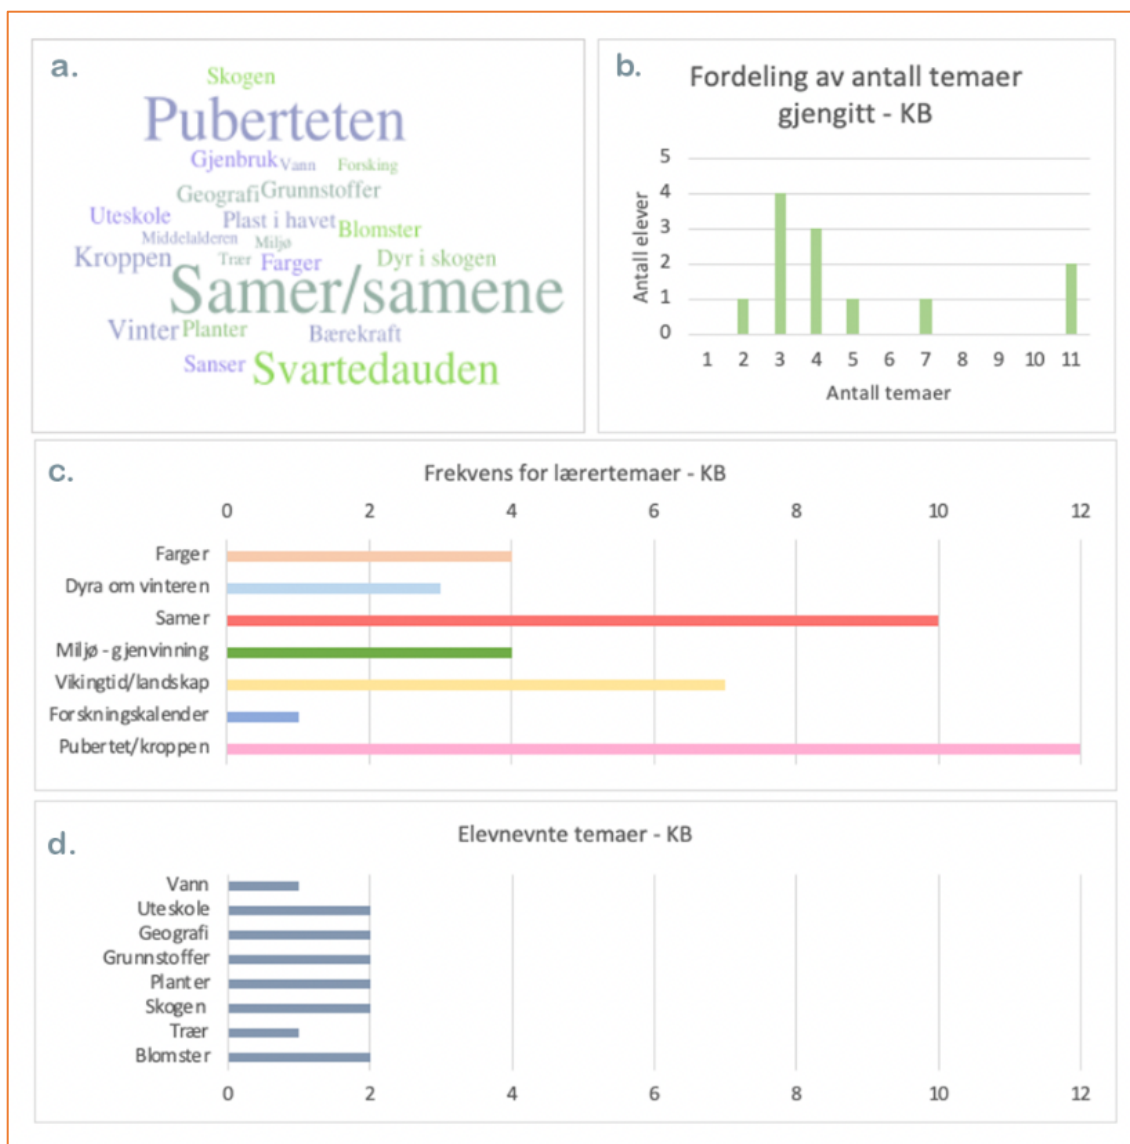 a.
Skogen
Puberteten
Gjenbruk Vann Forsking
Geografi Grunnstoffer
Uteskole Plast i havet Blomster
Middelalderen Miljø
Kroppen Trær Farger Dyr i skogen
Samer/samene
Vinter Planter Bærekraft
Sanser Svartedauden
b.
Fordeling av antall temaer
gjengitt - KB
Antall elever
5
4
3
2
1
0
1 2 3 4 5 6 7 8 9 10 11
Antall temaer
c.
Frekvens for lærertemaer - KB
0 2 4 6 8 10 12
Farger
Dyra om vinteren
Samer
Miljø - gjenvinning
Vikingtid/landskap
Forskningskalender
Pubertet/kroppen
d.
Elevnevnte temaer - KB
Vann
Uteskole
Geografi
Grunnstoffer
Planter
Skogen
Trær
Blomster
0 2 4 6 8 10 12